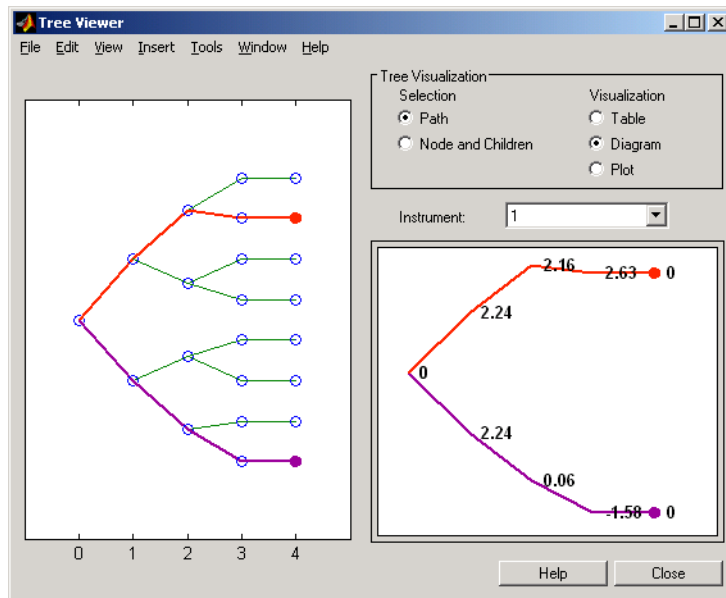 Tree Viewer
File Edit View Insert Tools Window Help
Tree Visualization
Selection
Path
Node and Children
Visualization
Table
Diagram
Plot
Instrument: 1
0 1 2 3 4
2.16
2.63 0
2.24
0
2.24
0.06
-1.58 0
Help Close